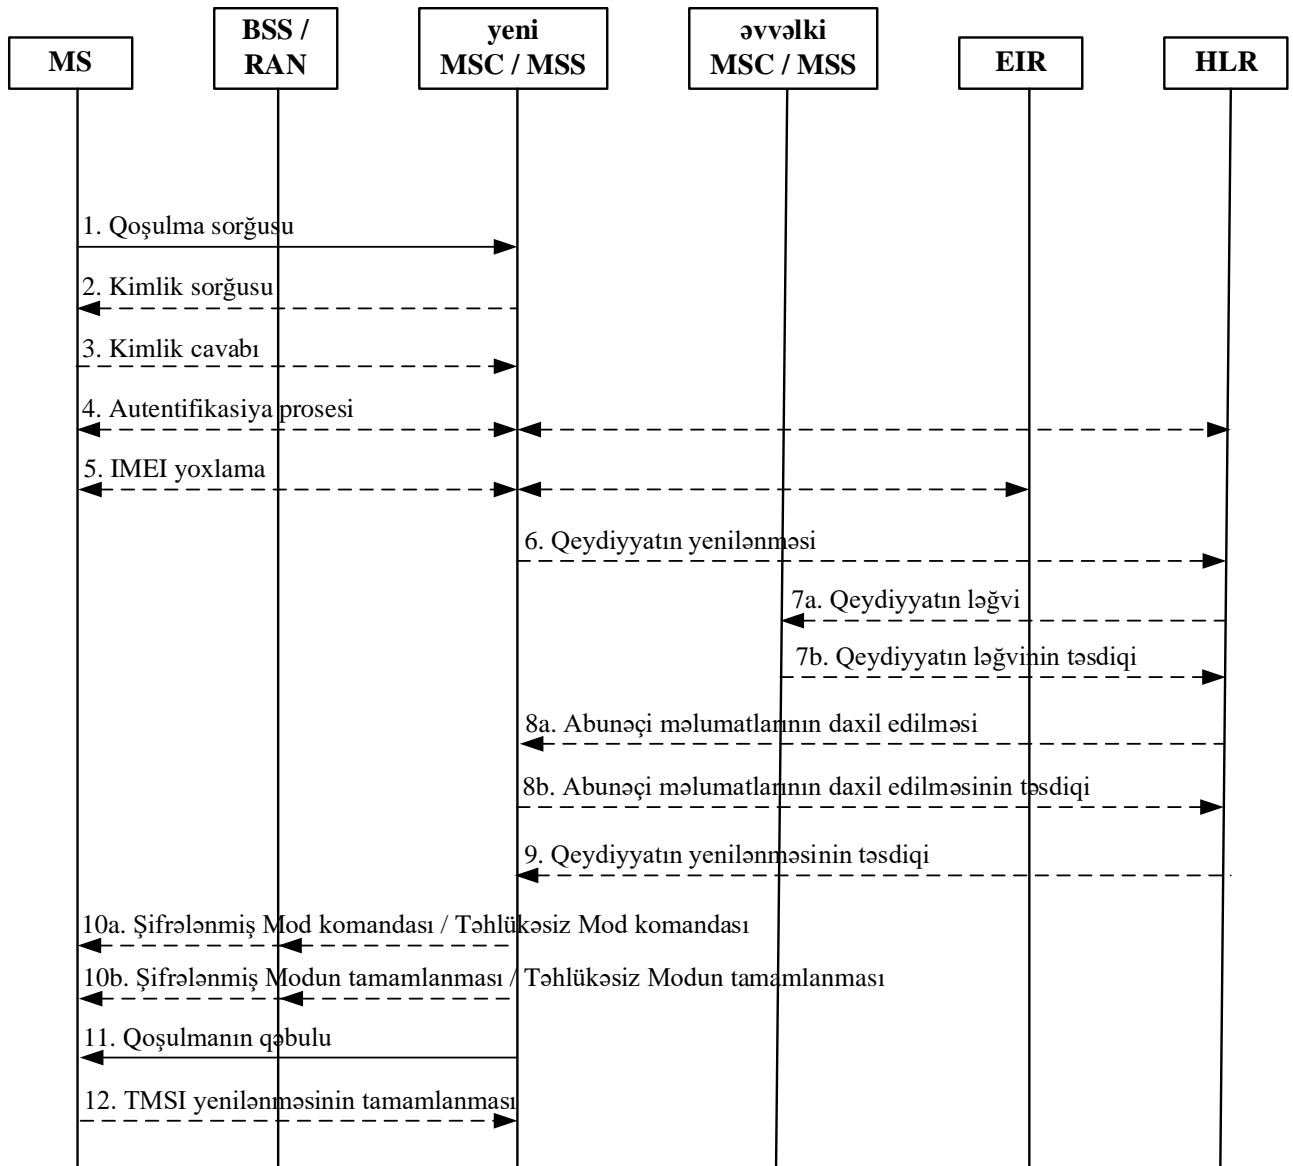 MS
BSS /
RAN
yeni
MSC / MSS
əvvəlki
MSC / MSS
EIR
HLR
1. Qoşulma sorğusu
2. Kimlik sorğusu
3. Kimlik cavabı
4. Autentifikasiya prosesi
5. IMEI yoxlama
6. Qeydiyyatın yenilənməsi
7a. Qeydiyyatın ləğvi
7b. Qeydiyyatın ləğvinin təsdiqi
8a. Abunəçi məlumatlarının daxil edilməsi
8b. Abunəçi məlumatlarının daxil edilməsinin təsdiqi
9. Qeydiyyatın yenilənməsinin təsdiqi
10a. Şifrələnmiş Mod komandası / Təhlükəsiz Mod komandası
10b. Şifrələnmiş Modun tamamlanması / Təhlükəsiz Modun tamamlanması
11. Qoşulmanın qəbulu
12. TMSI yenilənməsinin tamamlanması